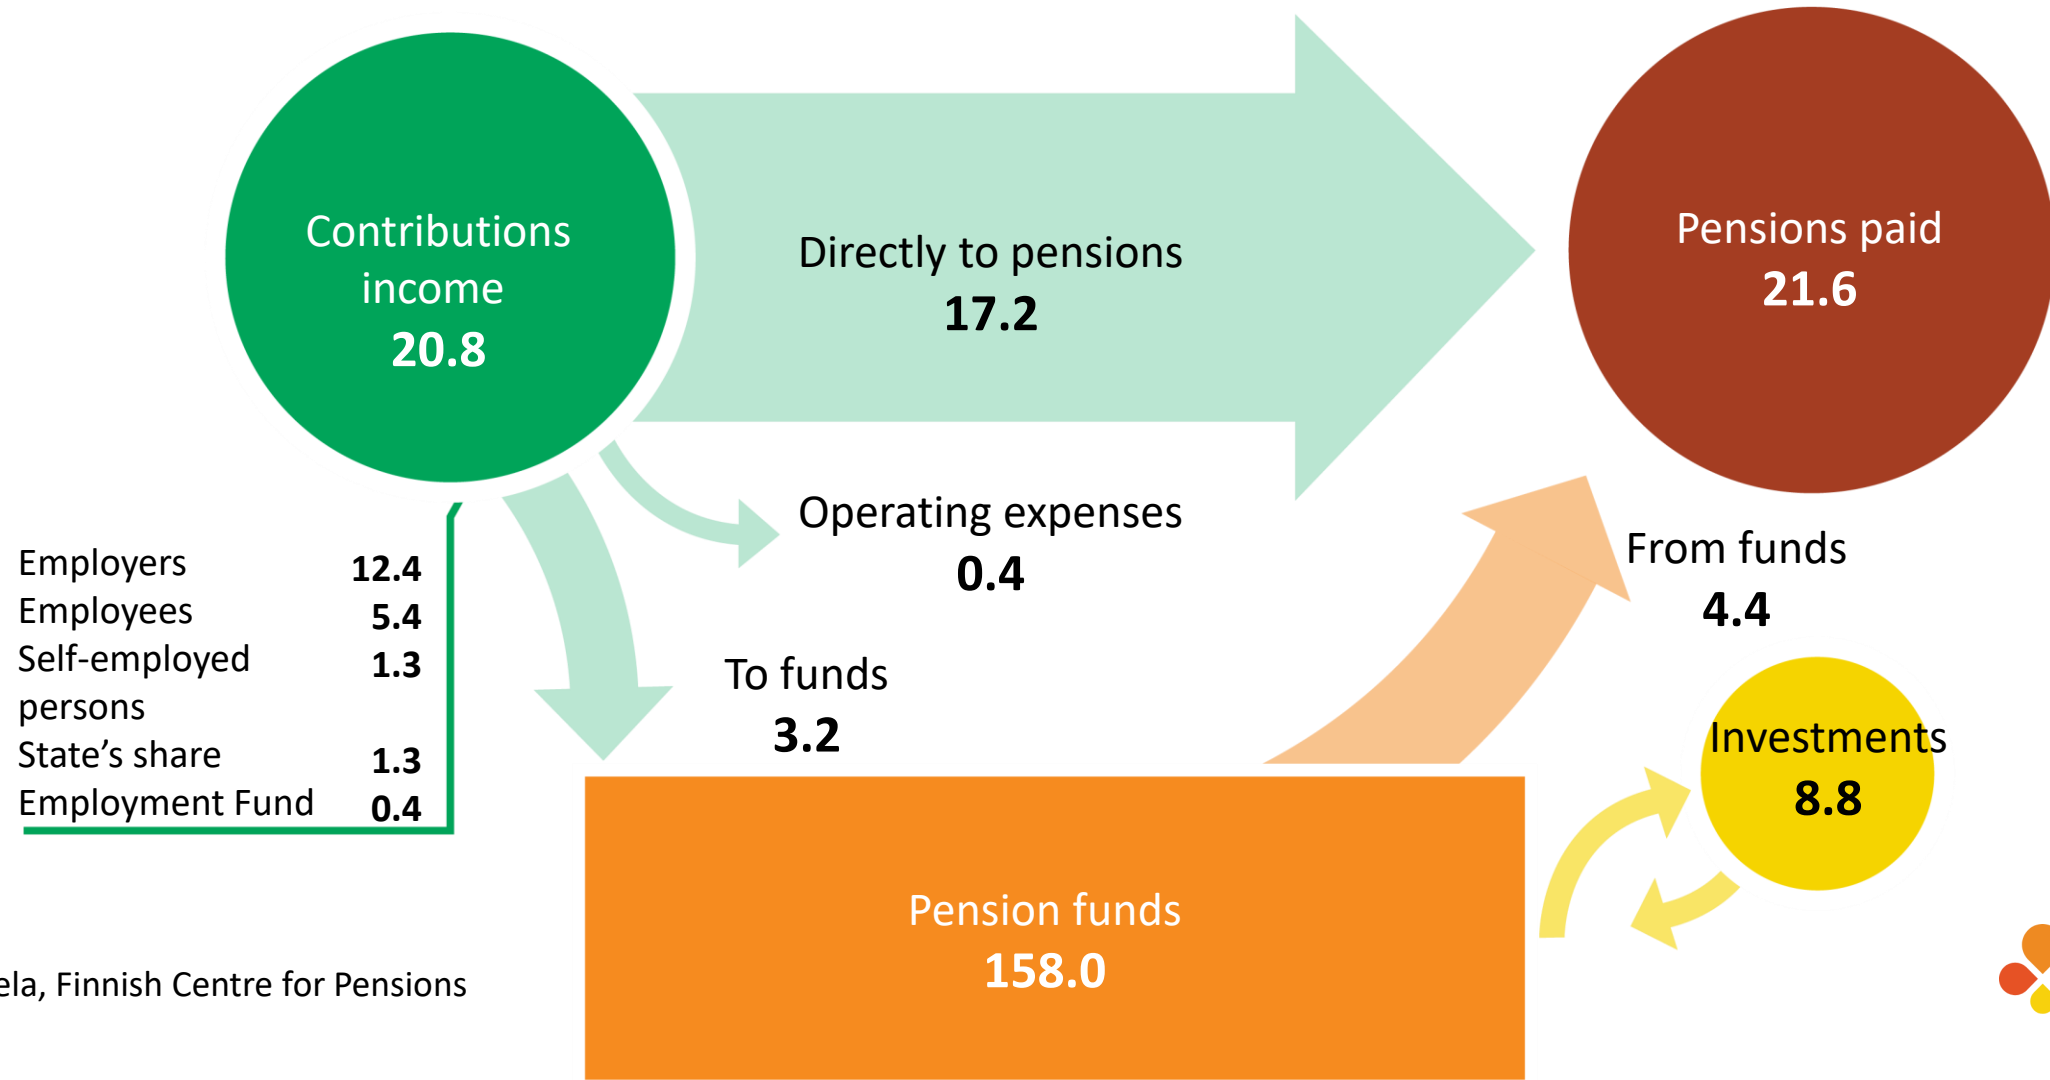 Contributions
income
20.8
Directly to pensions
17.2
Pensions paid
21.6
Operating expenses
0.4
Employers 12.4
Employees 5.4
Self-employed 1.3
persons
State’s share 1.3
Employment Fund 0.4
From funds
4.4
To funds
3.2
Investments
8.8
Pension funds
158.0
Finnish Centre for Pensions